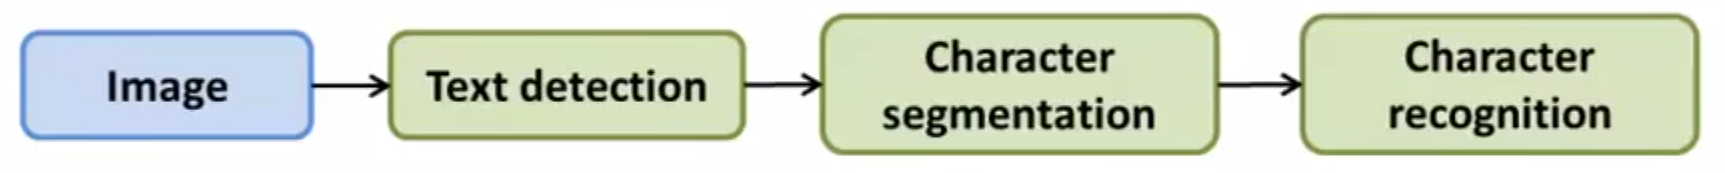 Image
Text detection
Character
segmentation
Character
recognition